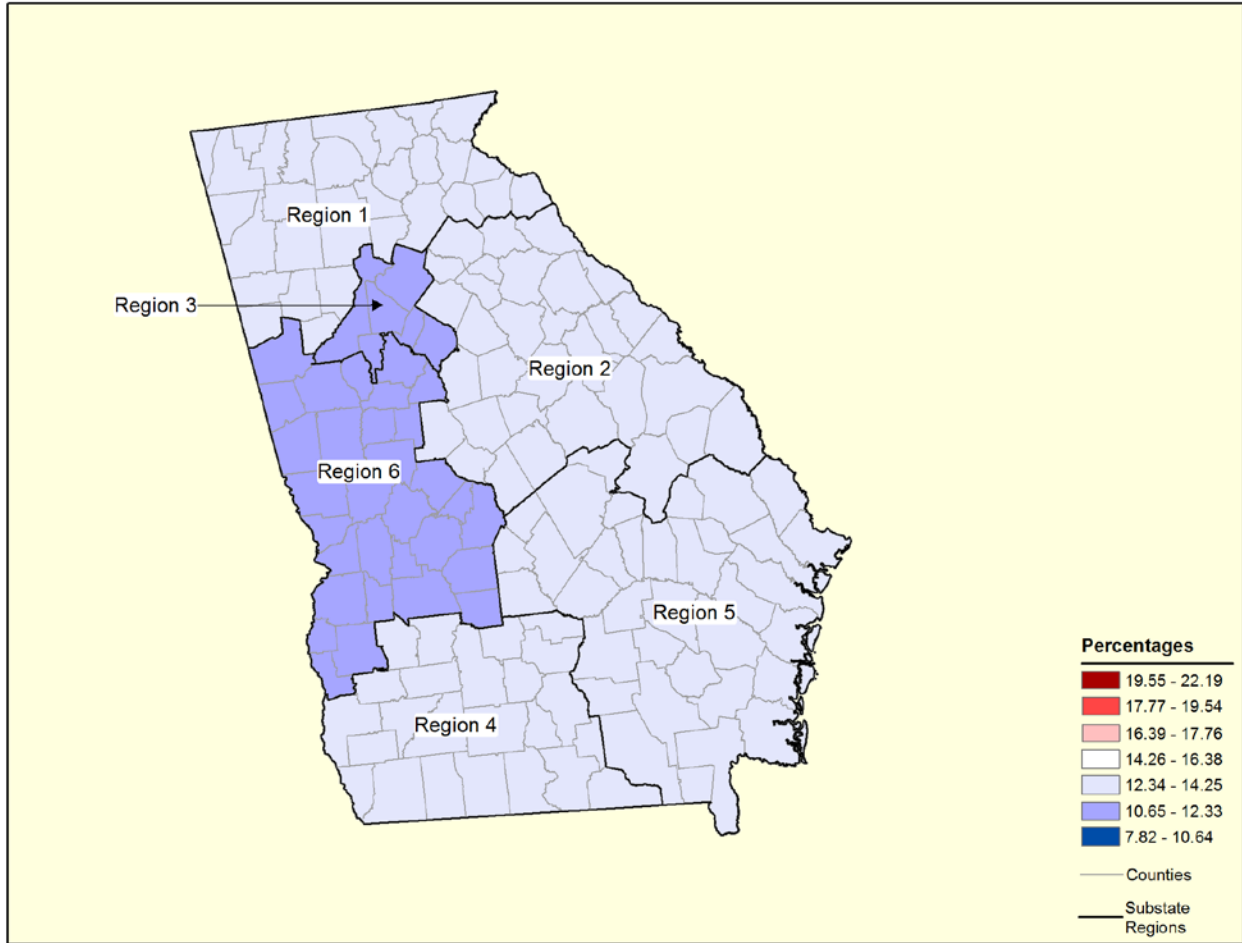 Region 1
Region 3
Region 2
Region 6
Region 5
Region 4
Percentages
19.55 - 22.19
17.77 - 19.54
16.39 - 17.76
14.26 - 16.38
12.34 - 14.25
10.65 - 12.33
7.82 - 10.64
Counties
Substate
Regions